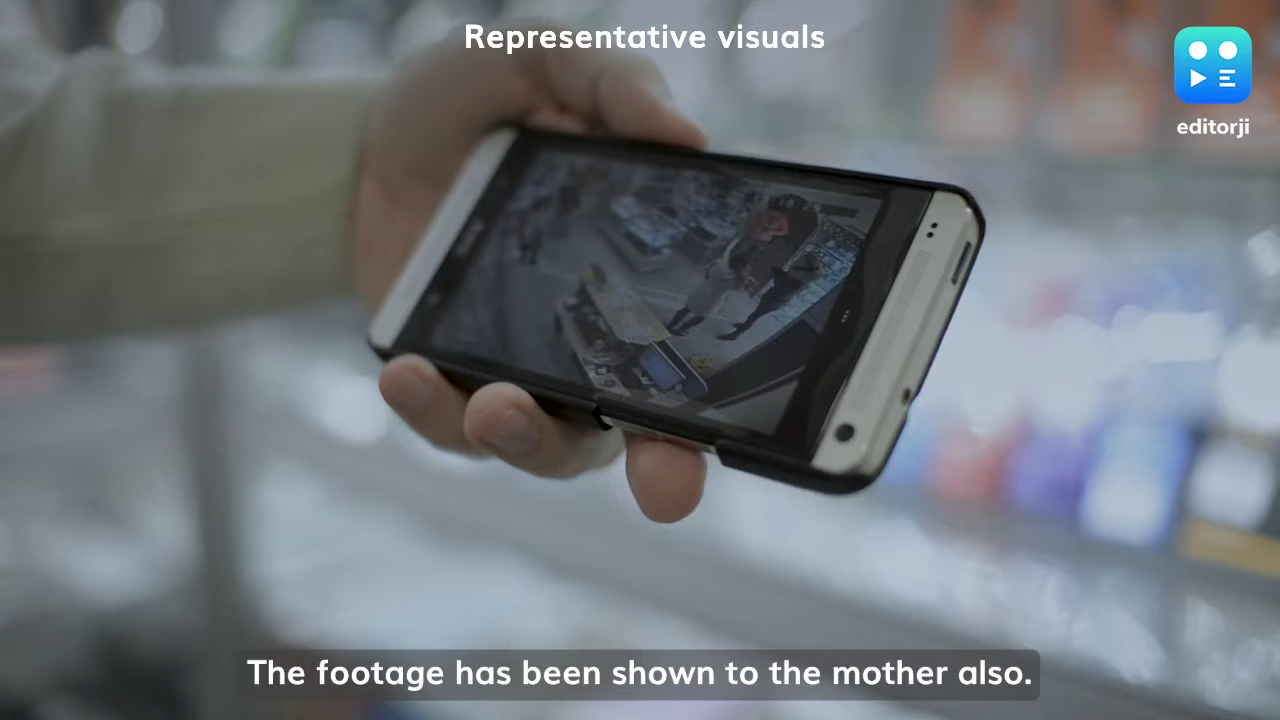 Representative visuals
editorji
The footage has been shown to the mother also.